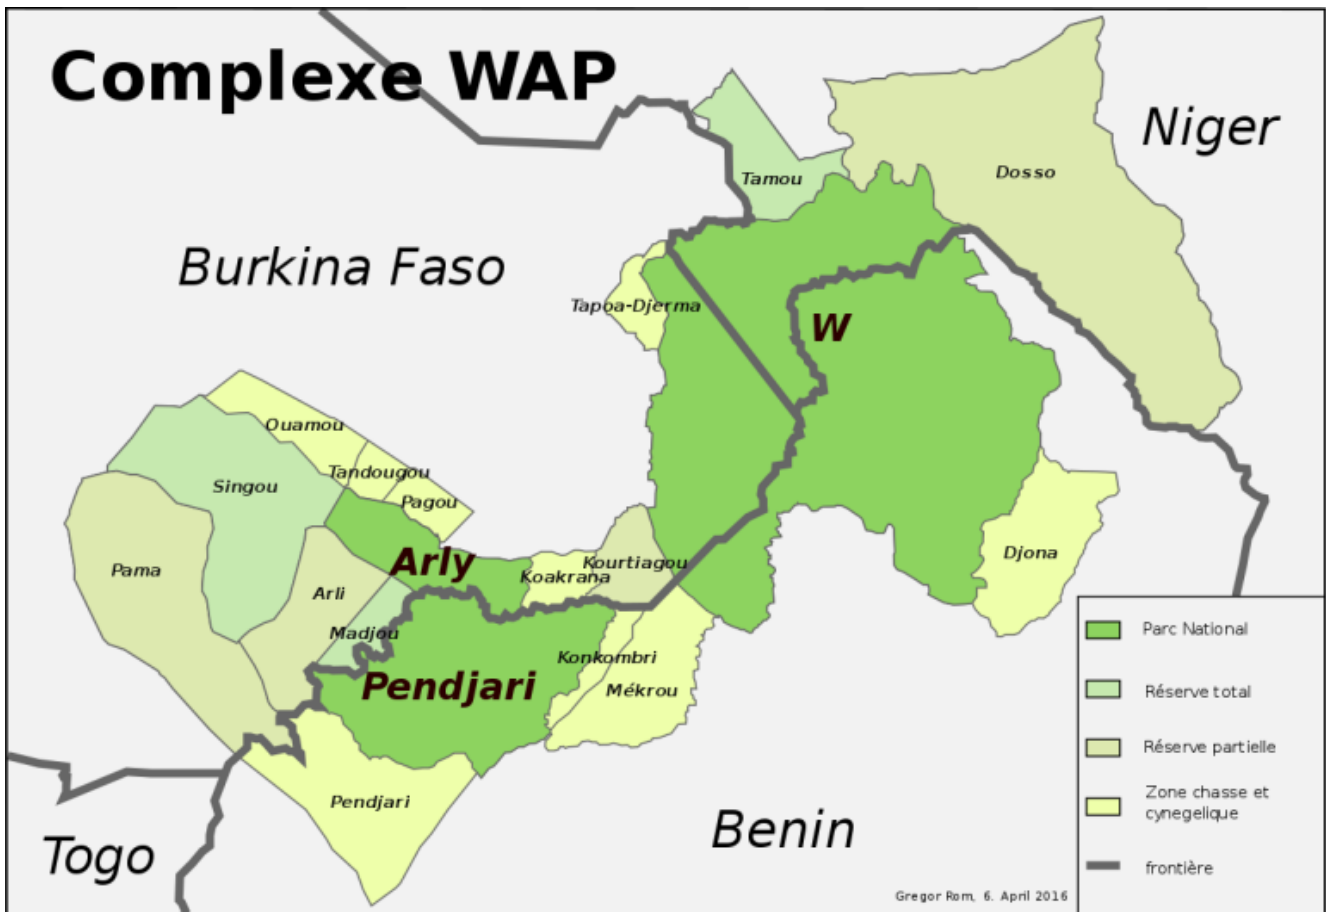 Complexe WAP
Niger
Tamou
Dosso
Burkina Faso
Tapoa-Djerma
W
Ouamou
Tandougou
Singou
Pagou
Djona
Arly
Kourtiagou
Koakrana
Pama
Arli
Madjou
Konkombri
Pendjari
Mékrou
Pendjari
Benin
Togo
Parc National
Réserve total
Réserve partielle
Zone chasse et
cynegelique
frontière
Gregor Rom, 6. April 2016